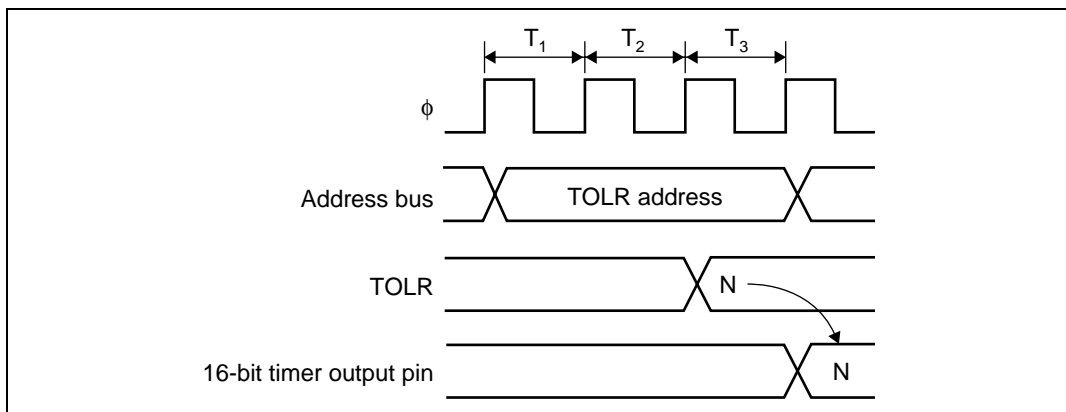 T₁ T₂ T₃
ϕ
Address bus TOLR address
TOLR N
16-bit timer output pin N